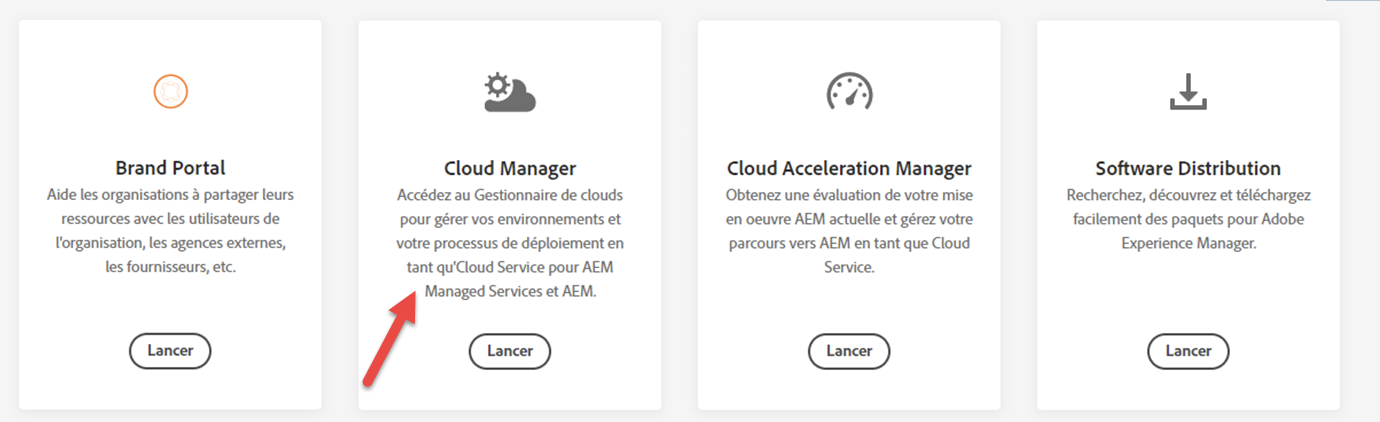 Brand Portal
Aide les organisations à partager leurs
ressources avec les utilisateurs de
l'organisation, les agences externes,
les fournisseurs, etc.
Lancer
Cloud Manager
Accédez au Gestionnaire de clouds
pour gérer vos environnements et
votre processus de déploiement en
tant qu'Cloud Service pour AEM
Managed Services et AEM.
Lancer
Cloud Acceleration Manager
Obtenez une évaluation de votre mise
en oeuvre AEM actuelle et gérez votre
parcours vers AEM en tant que Cloud
Service.
Lancer
Software Distribution
Recherchez, découvrez et téléchargez
facilement des paquets pour Adobe
Experience Manager.
Lancer